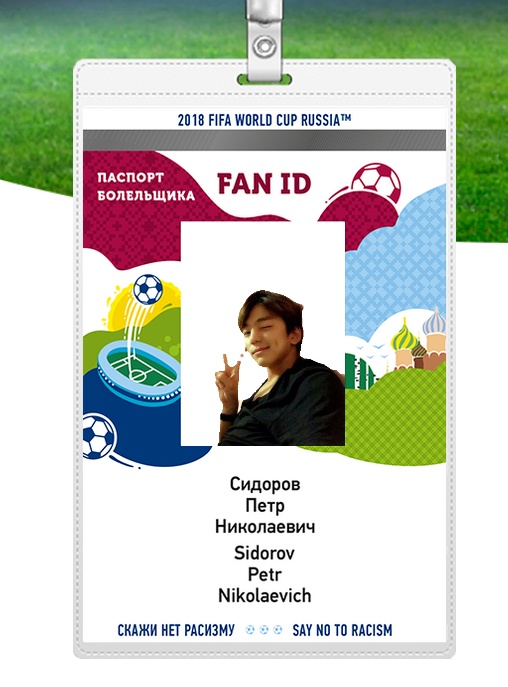 2018 FIFA WORLD CUP RUSSIA™
ПАСПОРТ
БОЛЕЛЬЩИКА
FAN ID
Сидоров
Петр
Николаевич
Sidorov
Petr
Nikolaevich
СКАЖИ НЕТ РАСИЗМУ
SAY NO TO RACISM